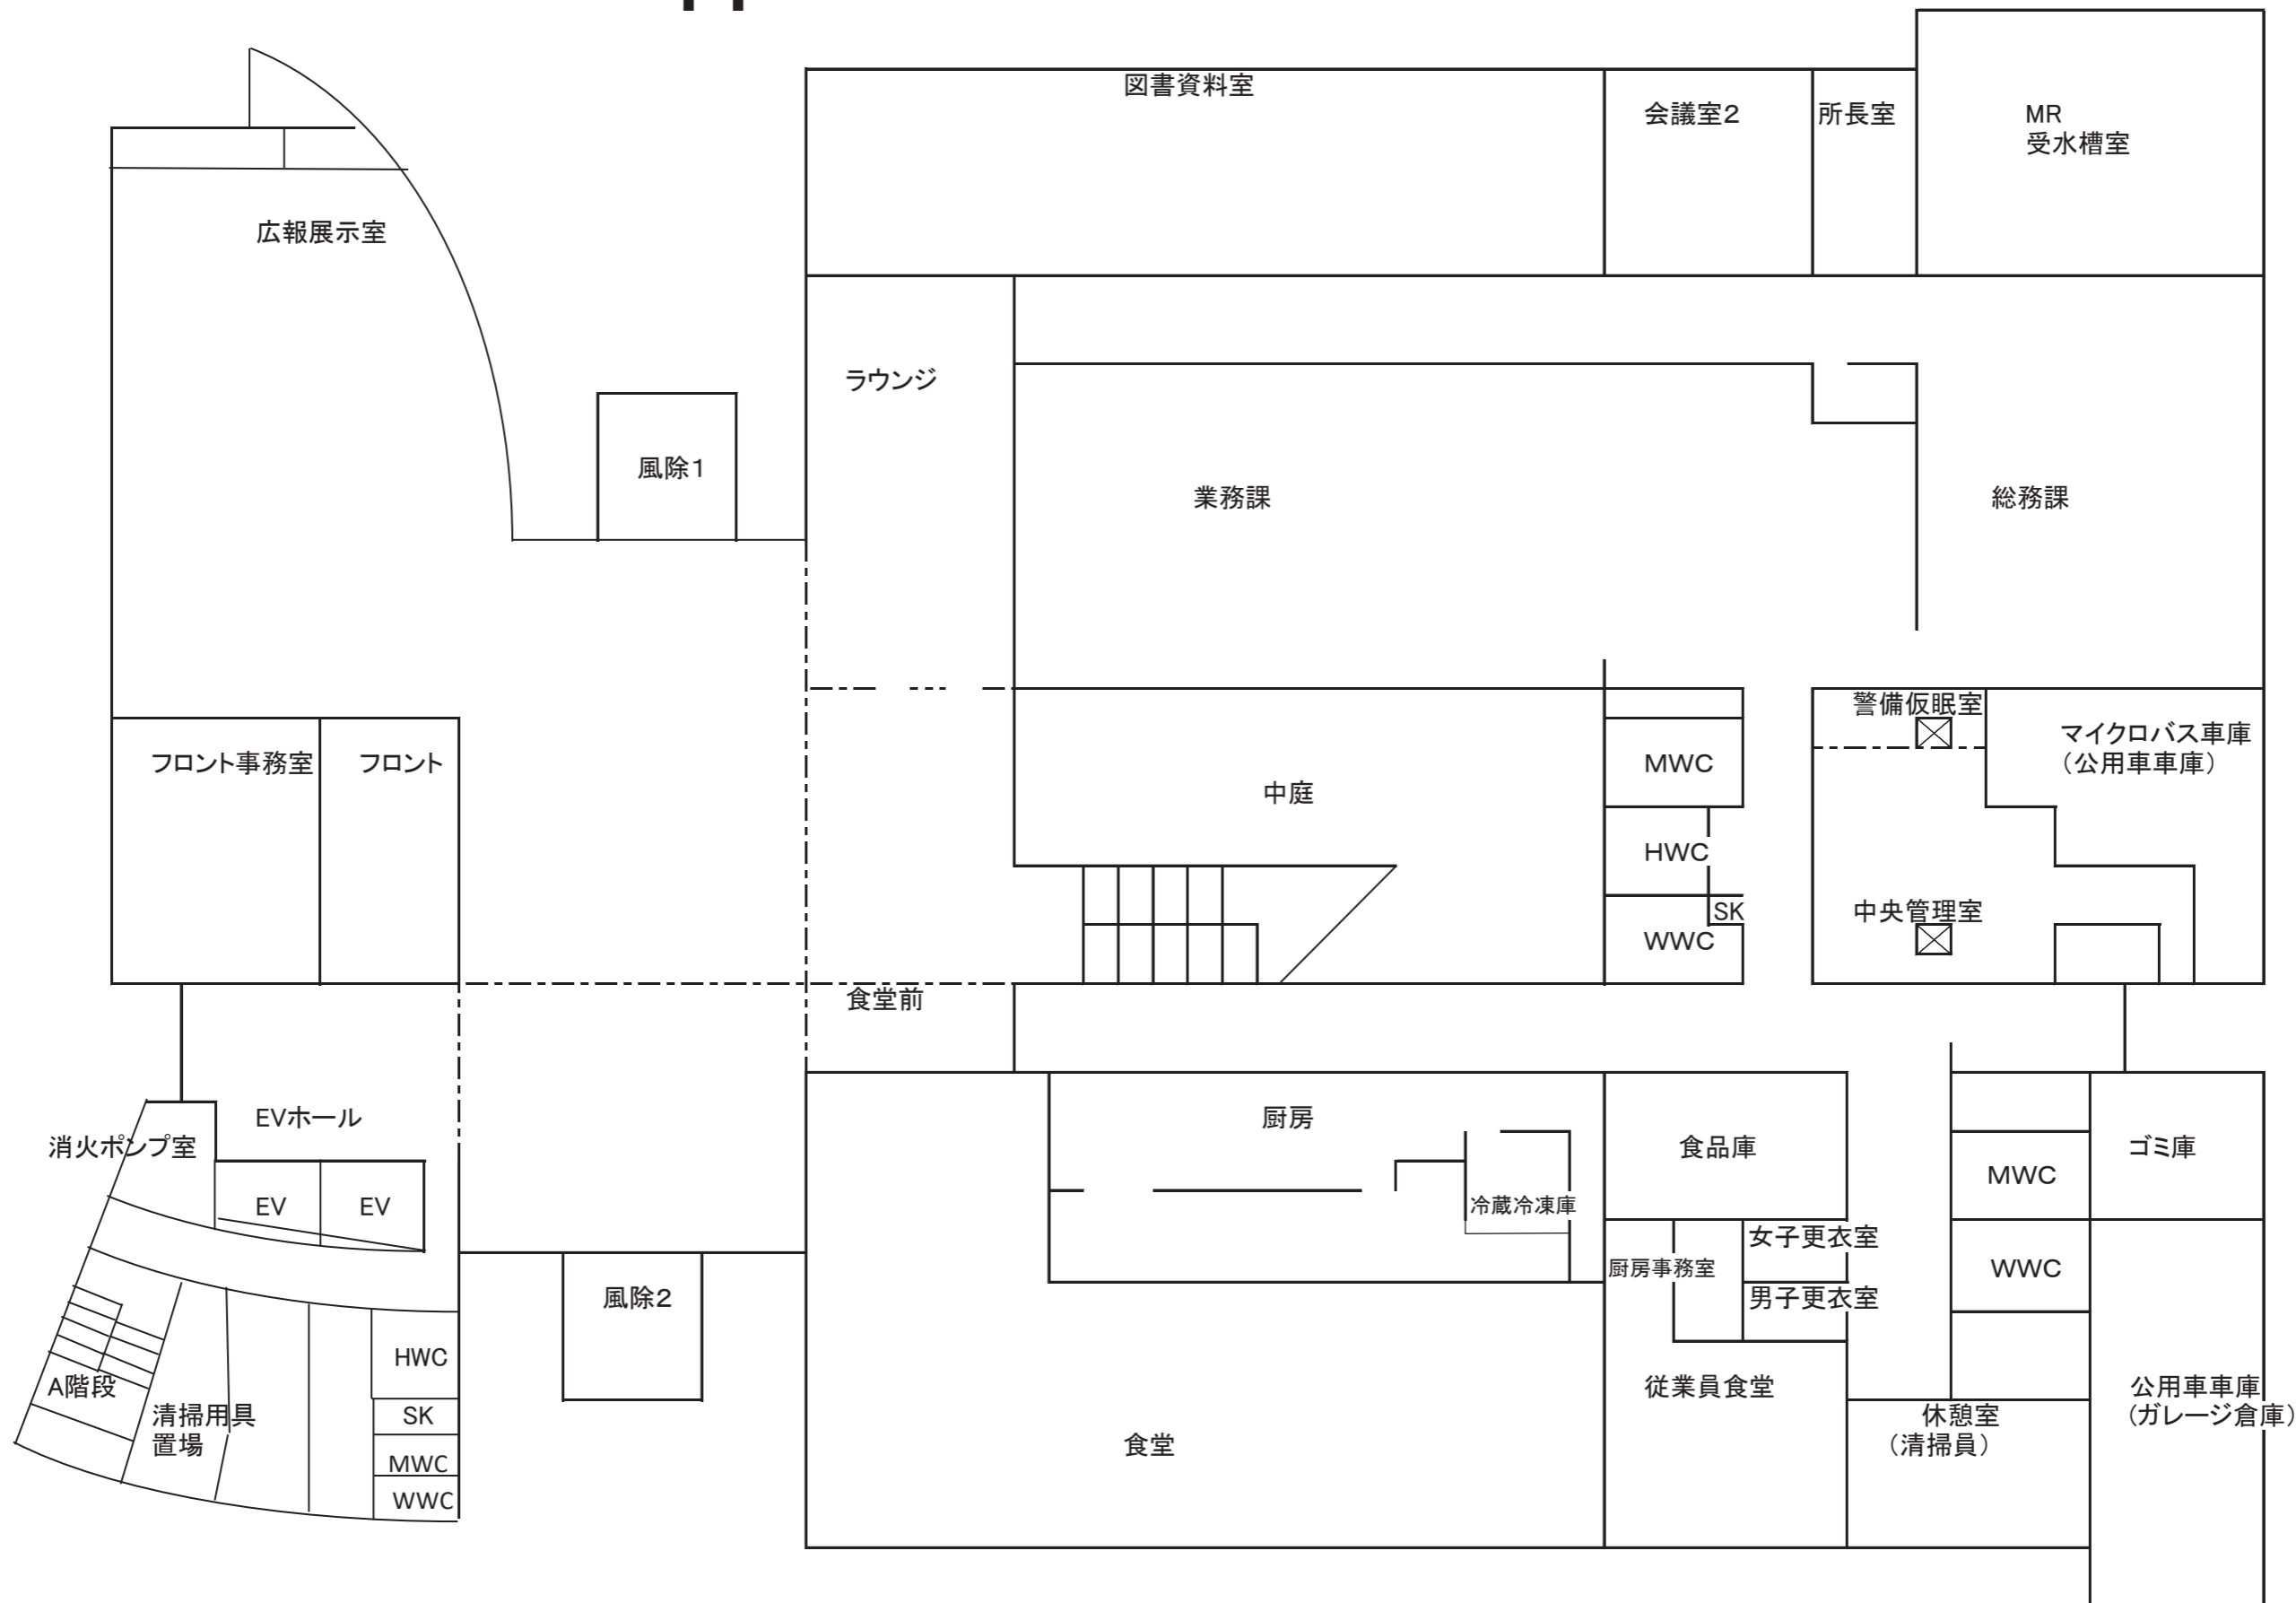 図書資料室
会議室2
所長室
MR
受水槽室
広報展示室
ラウンジ
風除1
業務課
総務課
警備仮眠室
マイクロバス車庫
（公用車車庫）
フロント事務室
フロント
MWC
中庭
HWC
SK
中央管理室
WWC
食堂前
EVホール
厨房
消火ポンプ室
食品庫
ゴミ庫
MWC
EV
EV
冷蔵冷凍庫
女子更衣室
厨房事務室
WWC
風除2
男子更衣室
HWC
A階段
従業員食堂
公用車車庫
（ガレージ倉庫）
清掃用具
置場
SK
休憩室
（清掃員）
食堂
MWC
WWC